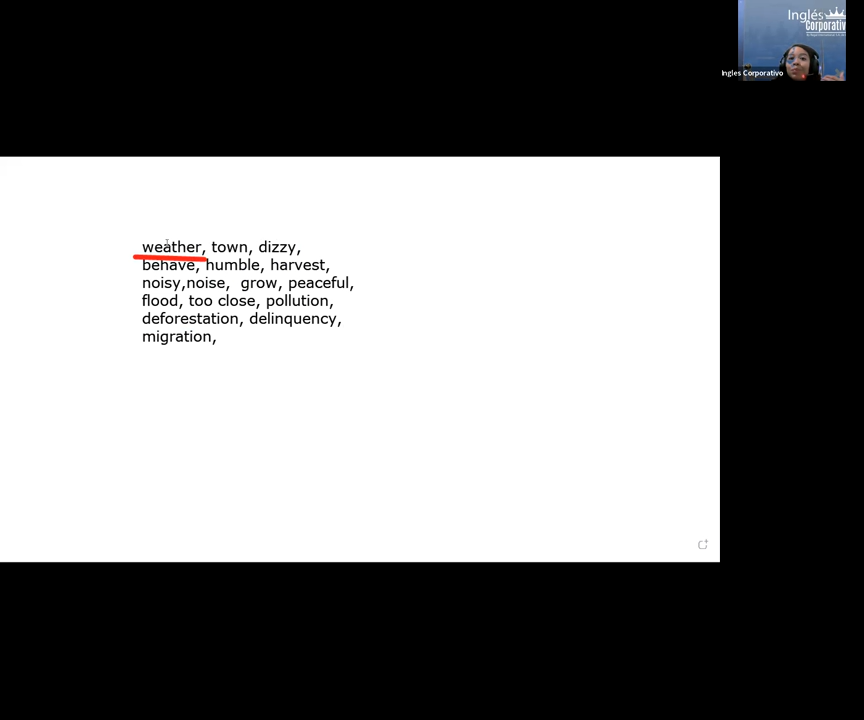 Inglés
Corporativo
Ingles Corporativo
weather, town, dizzy,
behave, humble, harvest,
noisy,noise,  grow, peaceful,
flood, too close, pollution,
deforestation, delinquency,
migration,